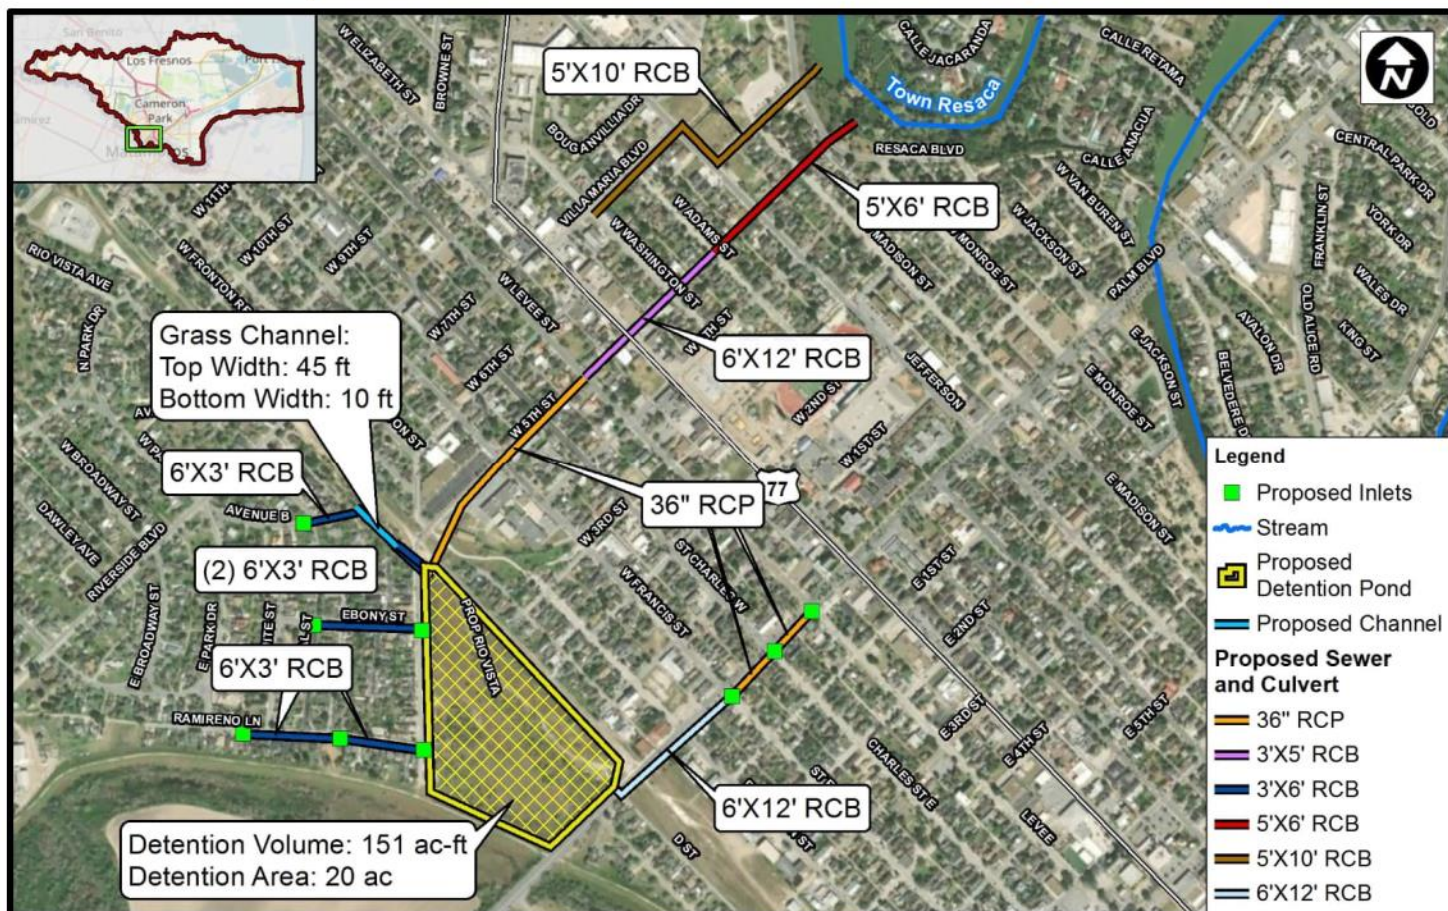 San Benito
Los Fresnos
Port I
Cameron
Park
Matamoros
W ELIZABETH ST
BROWNE ST
5'X10' RCB
BOUGANVILLIA DR
VILLA MARIA BLVD
CALLE JACARANDA
CALLE RETAMA
Town Resaca
N
GOLD
CENTRAL PARK DR
RESACA BLVD
CALLE ANACUA
W VAN BUREN ST
W 11TH
W 10TH ST
W 9TH ST
W FRONTON
5'X6' RCB
W ADAMS ST
W WASHINGTON ST
MADISON ST
MONROE ST
W JACKSON ST
PALM BLVD
FRANKLIN ST
YORK DR
WALES DR
RIO VISTA AVE
N PARK DR
W 7TH ST
W LEVEE ST
W 6TH ST
Grass Channel:
Top Width: 45 ft
Bottom Width: 10 ft
6'X12' RCB
JEFFERSON
E JACKSON ST
AVALON DR
OLD ALICE RD
KING ST
E MONROE ST
BELVEDERE D
W 2ND ST
W 5TH ST
ON ST
W 1ST ST
W BROADWAY ST
DAWLEY AVE
RIVERSIDE BLVD
6'X3' RCB
AVENUE B
36" RCP
77
W 3RD ST
E MADISON ST
(2) 6'X3' RCB
ST CHARLES W
W FRANCIS ST
E 1ST ST
E 2ND ST
E BROADWAY ST
E PARK DR
EBONY ST
PROP RIO VISTA
6'X3' RCB
RAMIRENO LN
E 3RD ST
E 4TH ST
E 5TH ST
CHARLES ST E
6'X12' RCB
D ST
LEVEE
Detention Volume: 151 ac-ft
Detention Area: 20 ac
Legend
Proposed Inlets
Stream
Proposed
Detention Pond
Proposed Channel
Proposed Sewer
and Culvert
36" RCP
3'X5' RCB
3'X6' RCB
5'X6' RCB
5'X10' RCB
6'X12' RCB